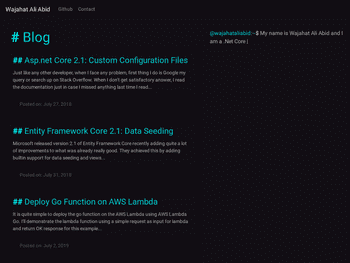 Wajahat Ali Abid Github Contact
# Blog
@wajahataliabid:~$ My name is Wajahat Ali Abid and I
am a .Net Core |
## Asp.net Core 2.1: Custom Configuration Files
Just like any other developer, when I face any problem, first thing I do is Google my
query or search up on Stack Overflow. When I don't get satisfactory answer, I read
the documentation just in case I missed anything last time I read...
Posted on July 27, 2018
## Entity Framework Core 2.1: Data Seeding
Microsoft released version 2.1 of Entity Framework Core recently adding quite a lot
of improvements to what was already really good. They achieved this by adding
builtin support for data seeding and views...
Posted on July 31, 2018
## Deploy Go Function on AWS Lambda
It is quite simple to deploy the go function on the AWS Lambda using AWS Lambda
Go. I'll demonstrate the lambda function using a simple request as input for lambda
and return OK response for this example...
Posted on July 2, 2019